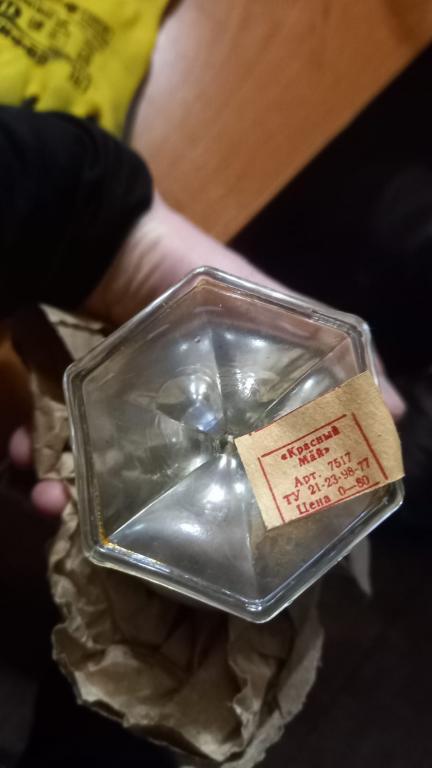 «Красный
Май»
Арт. 7517
ТУ 21-23-98-77
Цена 0—80